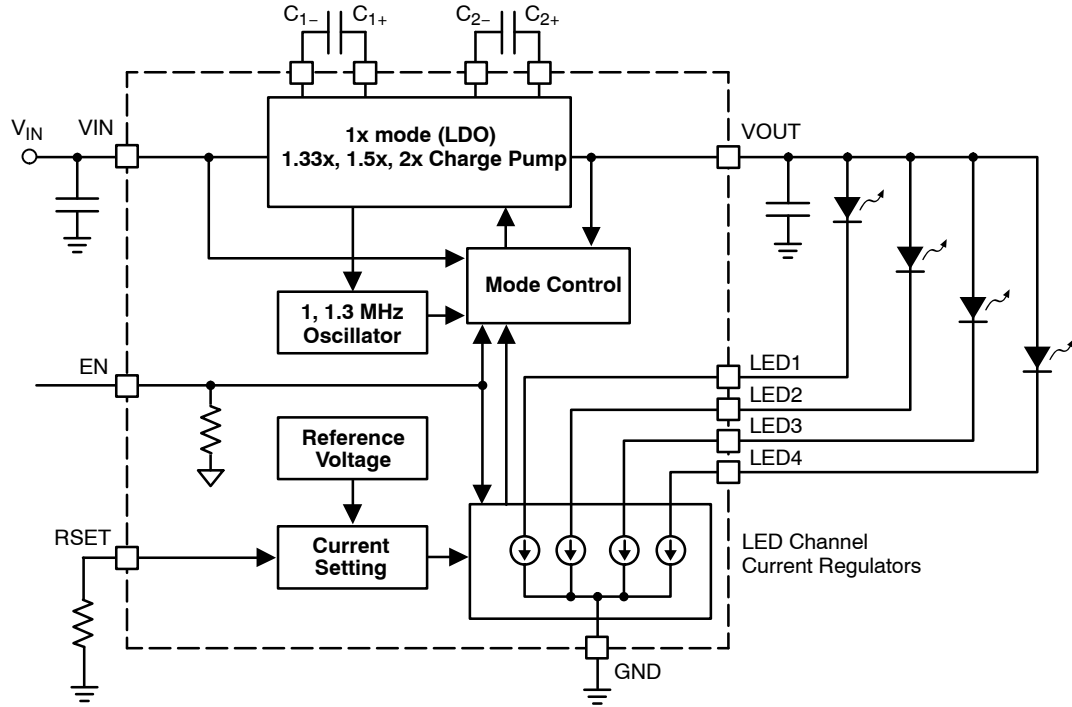 C1– C1+ C2– C2+
VIN VIN
1x mode (LDO)
1.33x, 1.5x, 2x Charge Pump
VOUT
Mode Control
1, 1.3 MHz
Oscillator
EN
LED1
LED2
LED3
LED4
Reference
Voltage
RSET
Current
Setting
LED Channel
Current Regulators
GND